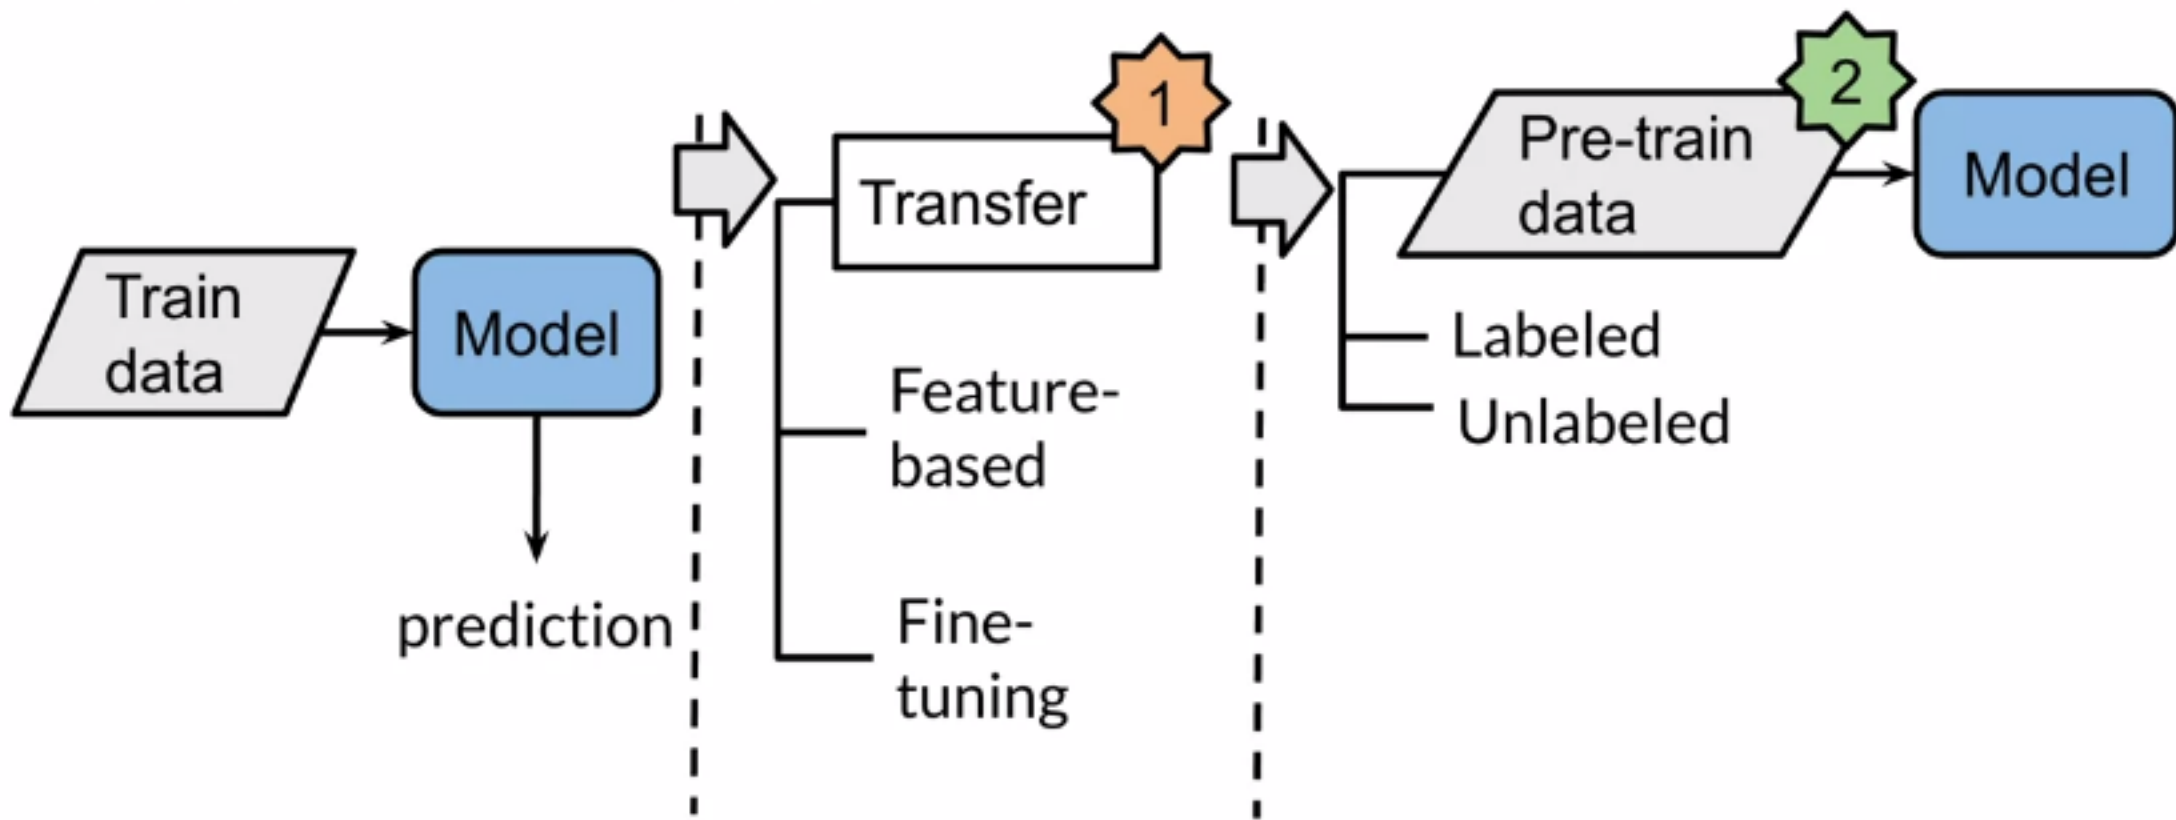 Train
data
Model
prediction
1
Transfer
Feature-
based
Fine-
tuning
2
Pre-train
data
Model
Labeled
Unlabeled